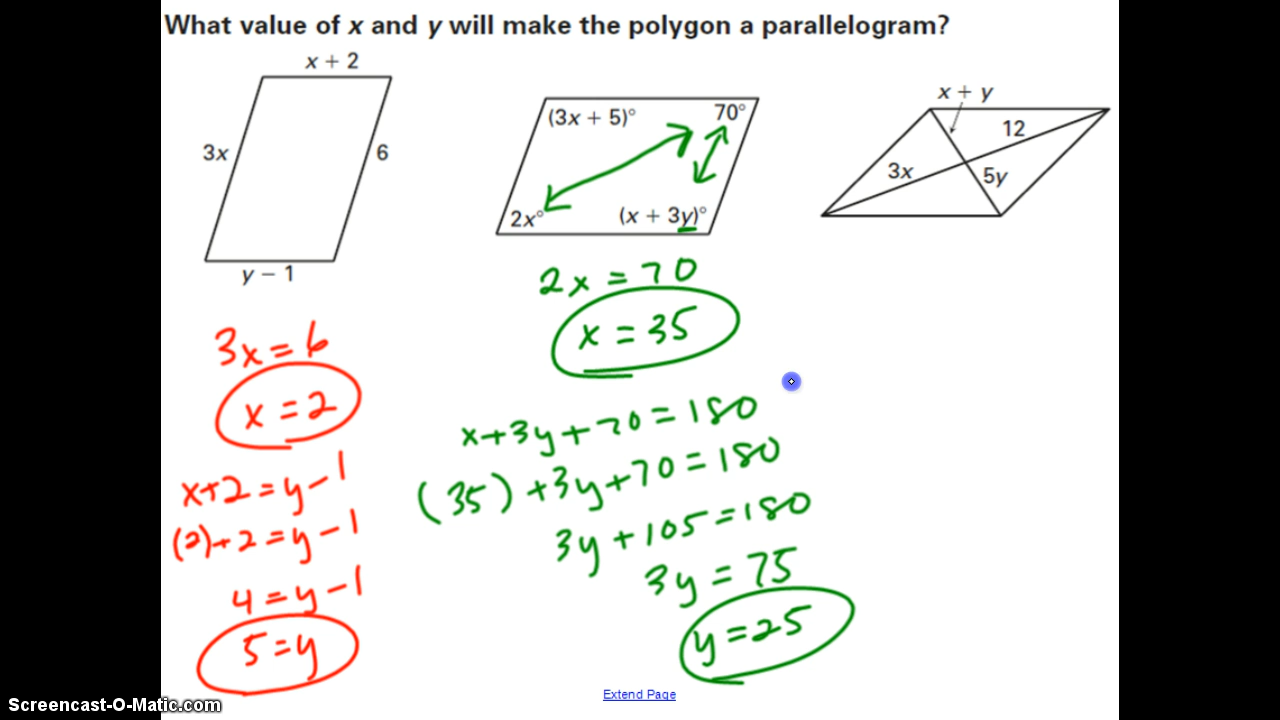 What value of x and y will make the polygon a parallelogram?
x + 2
3x
6
y − 1
(3x + 5)°
70°
2x°
(x + 3y)°
x + y
12
3x
5y
3x = 6
x = 2
x+2 = y-1
(2)+2 = y-1
4 = y-1
5 = y
2x = 70
x = 35
x+3y+70 = 180
(35)+3y+70 = 180
3y+105 = 180
3y = 75
y = 25
Extend Page
Screencast-O-Matic.com